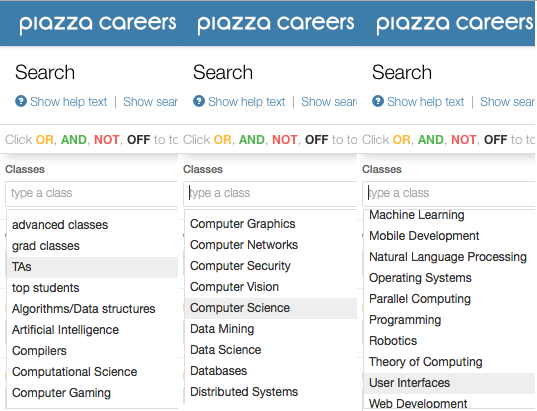 piazza careers
Search
Show help text | Show sear
Click OR, AND, NOT, OFF to to
Classes
type a class
advanced classes
grad classes
TAs
top students
Algorithms/Data structures
Artificial Intelligence
Compilers
Computational Science
Computer Gaming
piazza careers
Search
Show help text | Show sear
Click OR, AND, NOT, OFF to to
Classes
type a class
Computer Graphics
Computer Networks
Computer Security
Computer Vision
Computer Science
Data Mining
Data Science
Databases
Distributed Systems
piazza careers
Search
Show help text | Show sear
Click OR, AND, NOT, OFF to to
Classes
type a class
Machine Learning
Mobile Development
Natural Language Processing
Operating Systems
Parallel Computing
Programming
Robotics
Theory of Computing
User Interfaces
Web Development